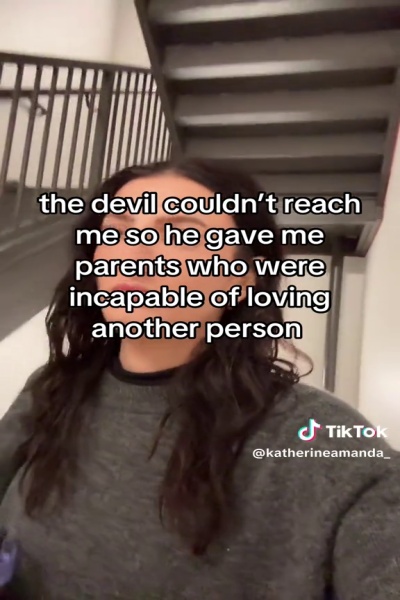 the devil couldn't reach
me so he gave me
parents who were
incapable of loving
another person
TikTok
@katherineamanda_